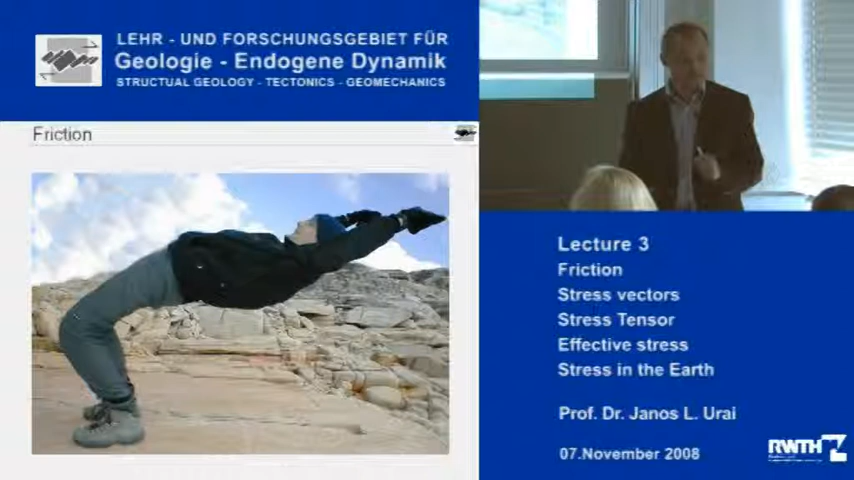 LEHR - UND FORSCHUNGSGEBIET FÜR
Geologie - Endogene Dynamik
STRUCTUAL GEOLOGY - TECTONICS - GEOMECHANICS
Friction
Lecture 3
Friction
Stress vectors
Stress Tensor
Effective stress
Stress in the Earth
Prof. Dr. Janos L. Urai
07.November 2008
RWTH